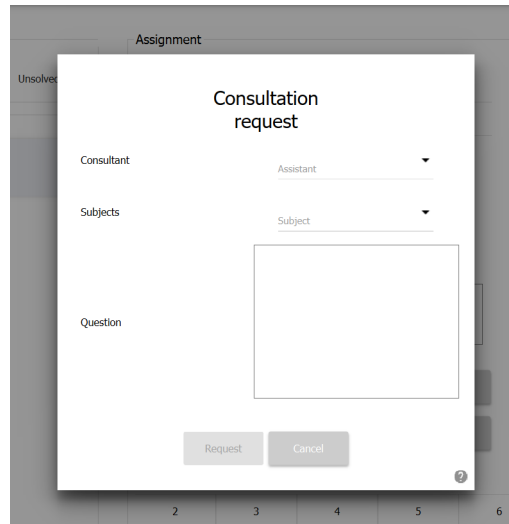 Assignment
Unsolved
Consultation
request
Consultant
Assistant
Subjects
Subject
Question
Request
Cancel
?
2 3 4 5 6